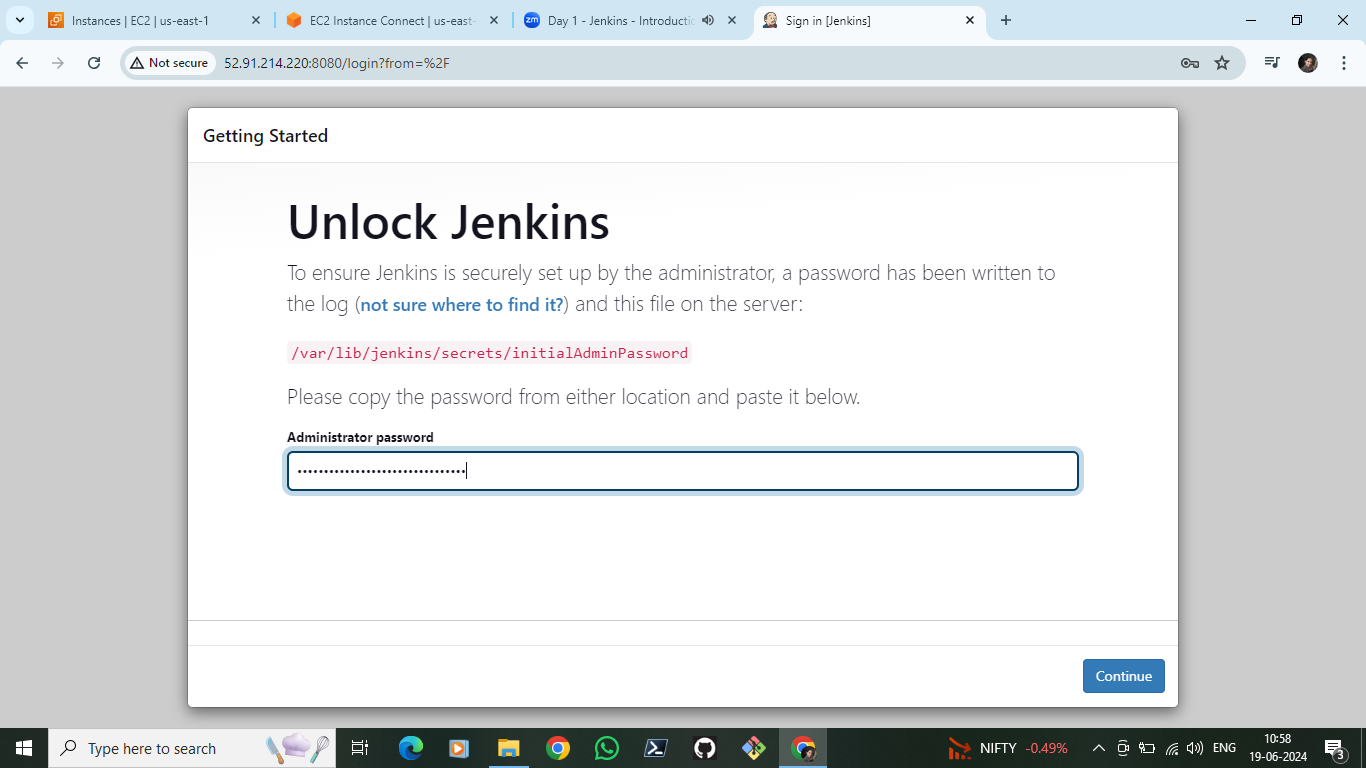 Instances | EC2 | us-east-1
EC2 Instance Connect | us-east-
zm
Day 1 - Jenkins - Introductio
Sign in [Jenkins]
Not secure
52.91.214.220:8080/login?from=%2F
Getting Started
Unlock Jenkins
To ensure Jenkins is securely set up by the administrator, a password has been written to
the log (not sure where to find it?) and this file on the server:
/var/lib/jenkins/secrets/initialAdminPassword
Please copy the password from either location and paste it below.
Administrator password
••••••••••••••••••••••••••••••••
Continue
Type here to search
NIFTY -0.49%
ENG
10:58
19-06-2024
3